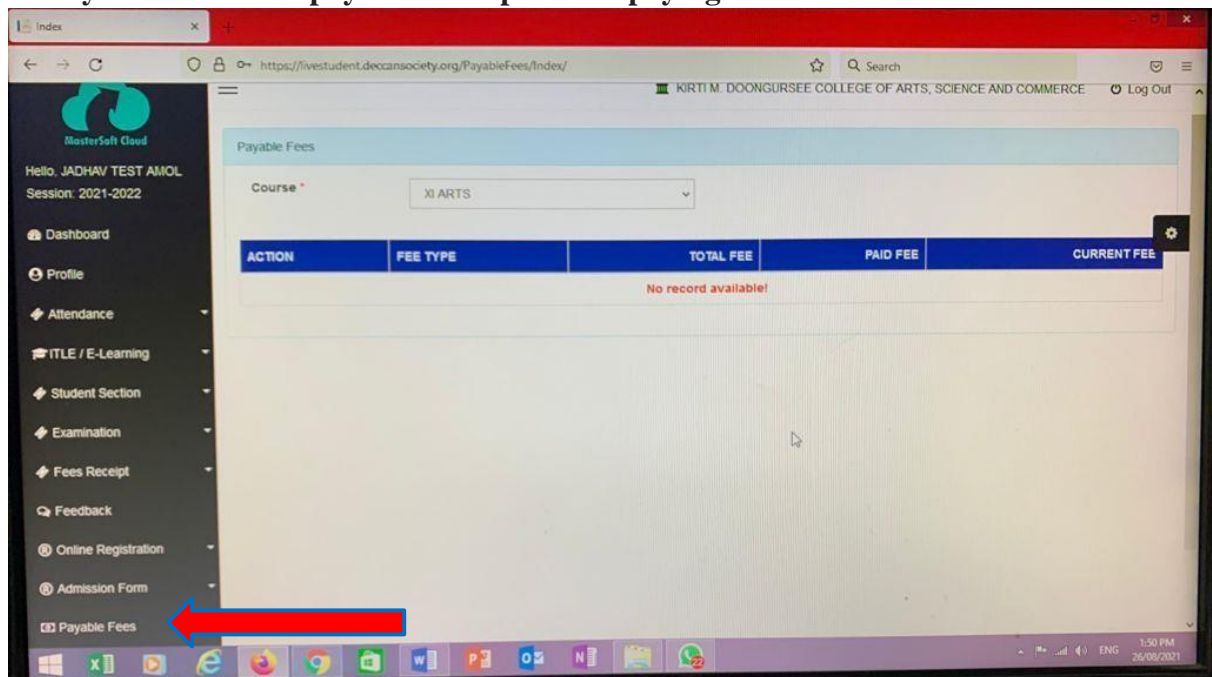 Index
https://livestudent.deccansociety.org/PayableFees/Index/
Search
KIRTI M. DOONGURSEE COLLEGE OF ARTS, SCIENCE AND COMMERCE
Log Out
MasterSoft Cloud
Hello, JADHAV TEST AMOL
Session: 2021-2022
Dashboard
Profile
Attendance
ITLE / E-Learning
Student Section
Examination
Fees Receipt
Feedback
Online Registration
Admission Form
Payable Fees
Payable Fees
Course *
XI ARTS
ACTION FEE TYPE TOTAL FEE PAID FEE CURRENT FEE
No record available!
22
ENG
1:50 PM
26/08/2021